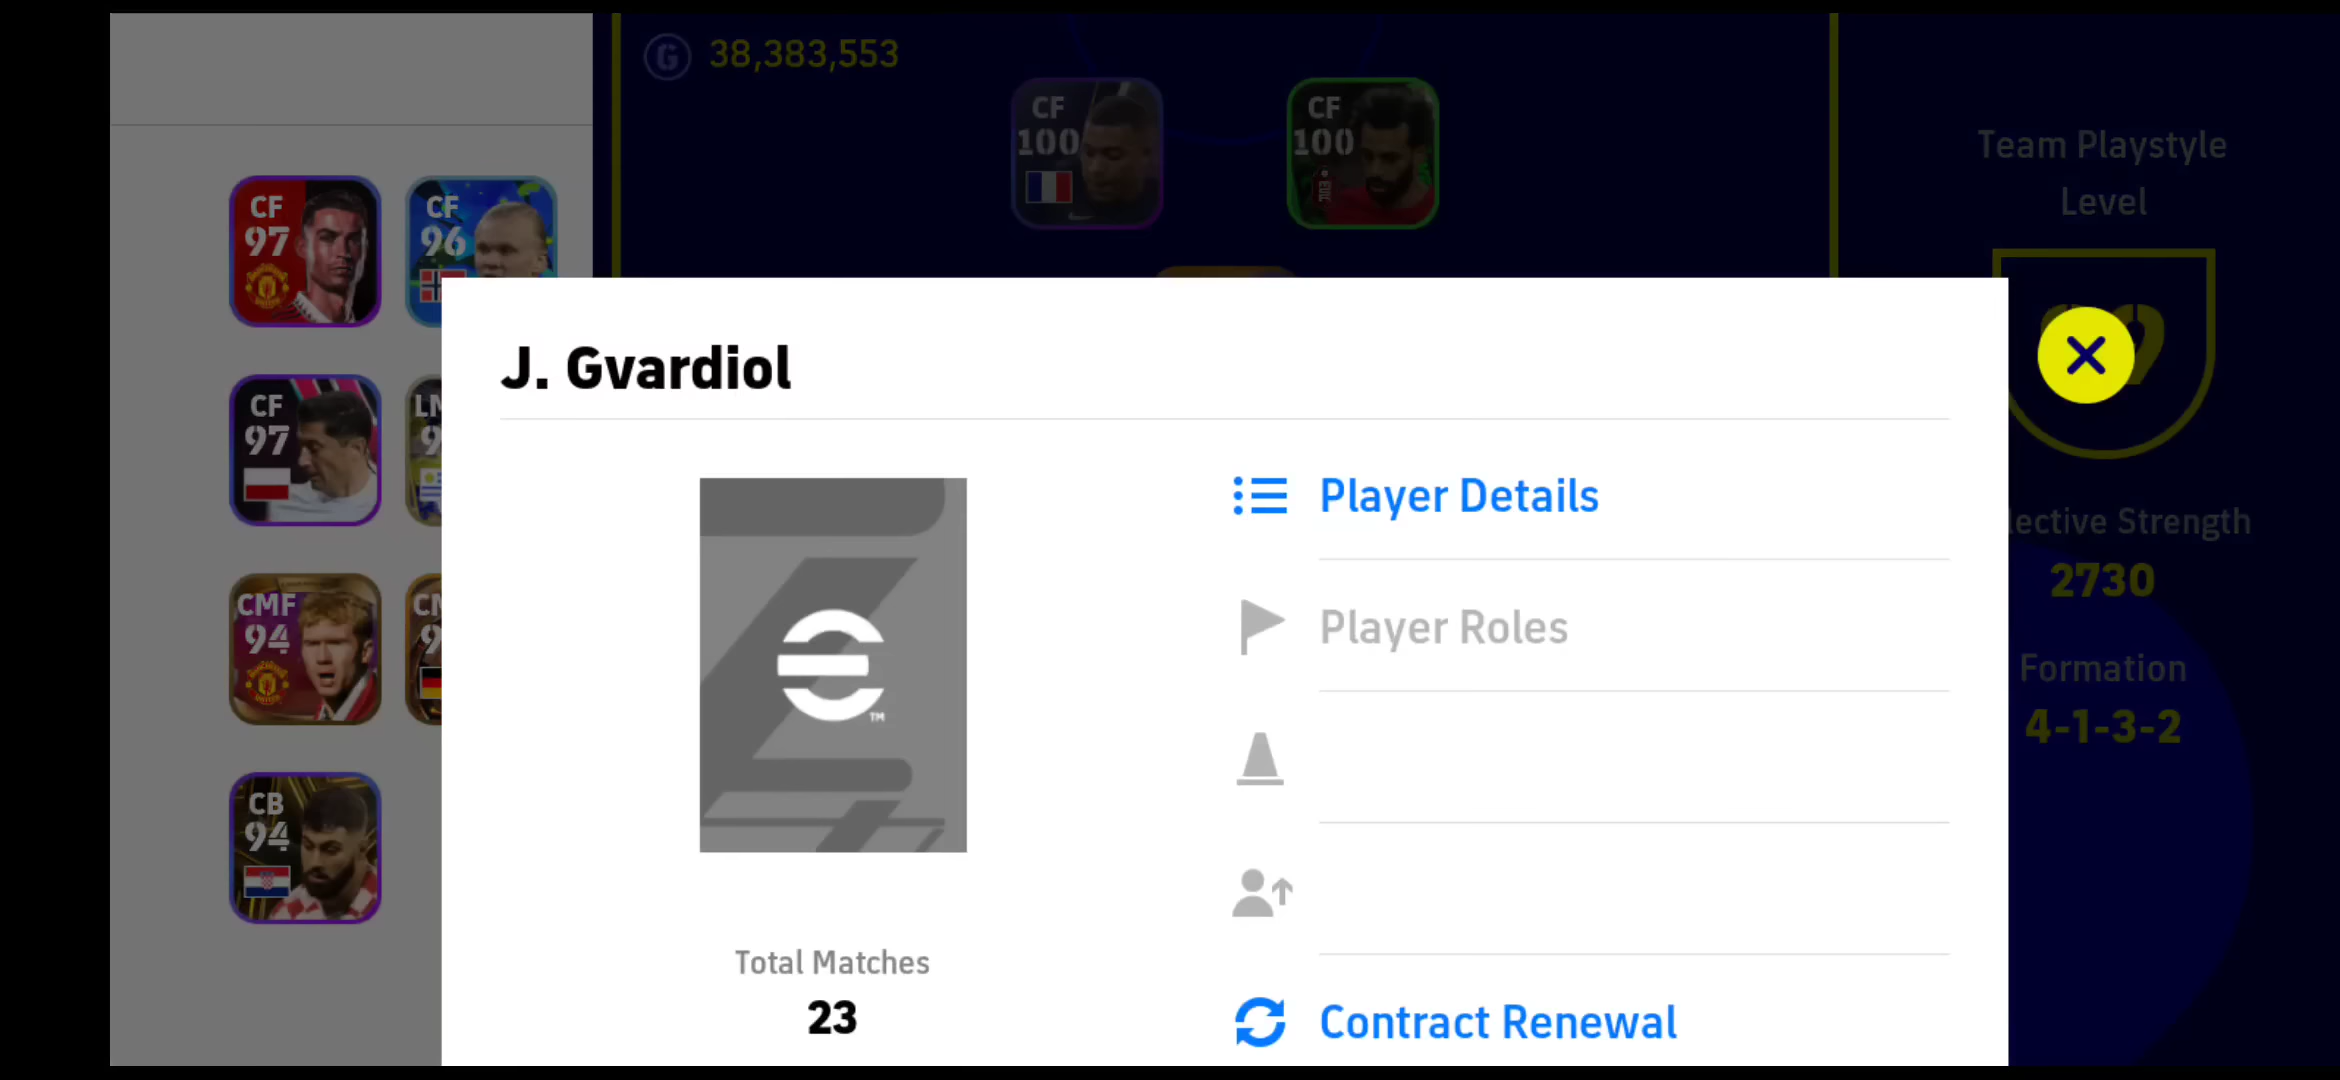 38,383,553
CF
100
CF
100
Team Playstyle
Level
CF
97
CF
96
J. Gvardiol
CF
97
Player Details
lective Strength
2730
Player Roles
CMF
94
Formation
4-1-3-2
CB
94
Total Matches
23
Contract Renewal